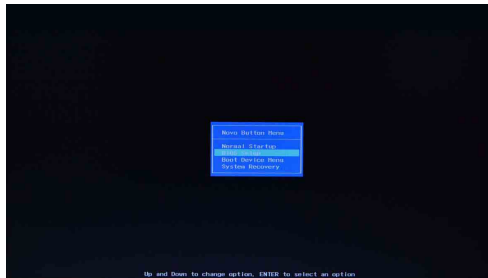 Novo Button Menu
Normal Startup
Bios Setup
Boot Device Menu
System Recovery
Up and Down to change option, ENTER to select an option